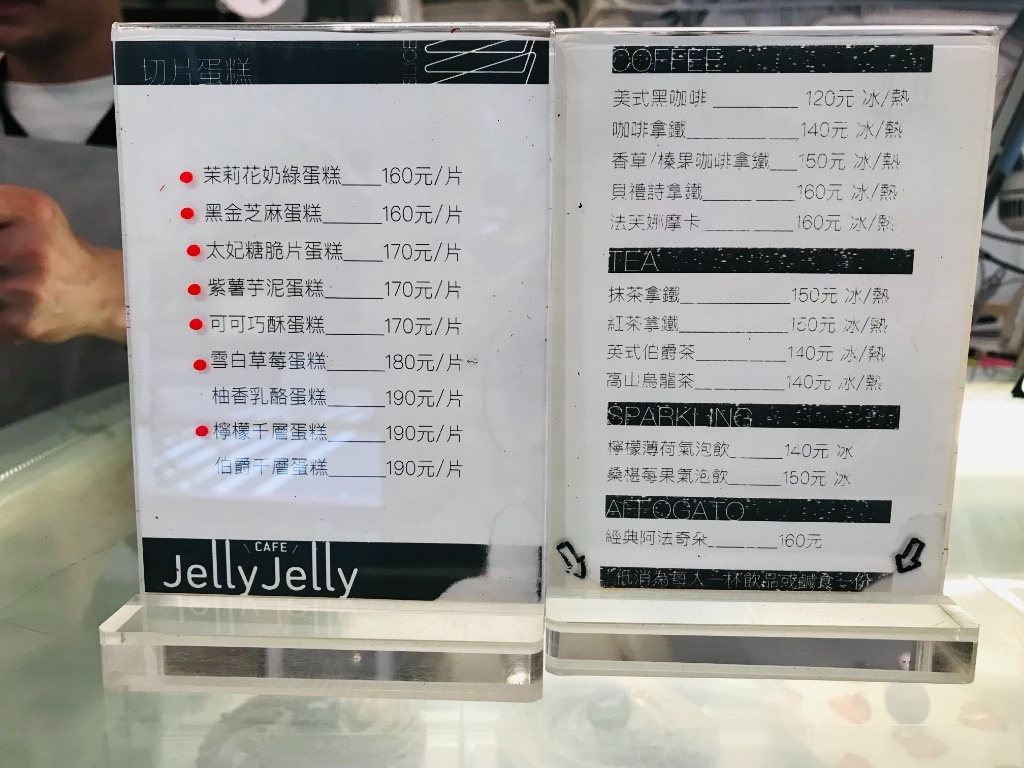 切片蛋糕
茉莉花奶綠蛋糕____160元/片
黑金芝麻蛋糕______160元/片
太妃糖脆片蛋糕____170元/片
紫薯芋泥蛋糕______170元/片
可可巧酥蛋糕______170元/片
雪白草莓蛋糕______180元/片
柚香乳酪蛋糕______190元/片
檸檬千層蛋糕______190元/片
伯爵千層蛋糕______190元/片
\ CAFE /
JellyJelly
COFFEE
美式黑咖啡 _________ 120元 冰/熱
咖啡拿鐵____________140元 冰/熱
香草/榛果咖啡拿鐵___150元 冰/熱
貝禮詩拿鐵__________160元 冰/熱
法芙娜摩卡 _________160元 冰/熱
TEA
抹茶拿鐵____________150元 冰/熱
紅茶拿鐵____________ 冰/熱
英式伯爵茶__________140元 冰/熱
高山烏龍茶__________140元 冰/熱
SPARKLING
檸檬薄荷氣泡飲______140元 冰
桑椹莓果氣泡飲______150元 冰
AFFOGATO
經典阿法奇朵________160元
低消為每人一杯飲品或鹹食一份